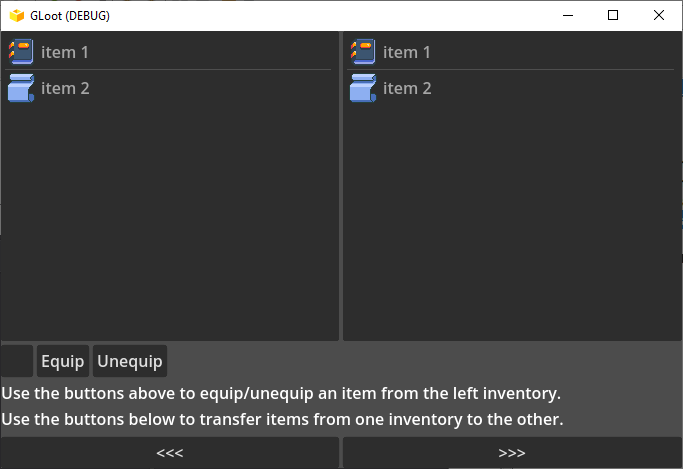 GLoot (DEBUG)
item 1
item 2
item 1
item 2
Equip Unequip
Use the buttons above to equip/unequip an item from the left inventory.
Use the buttons below to transfer items from one inventory to the other.
<<< >>>